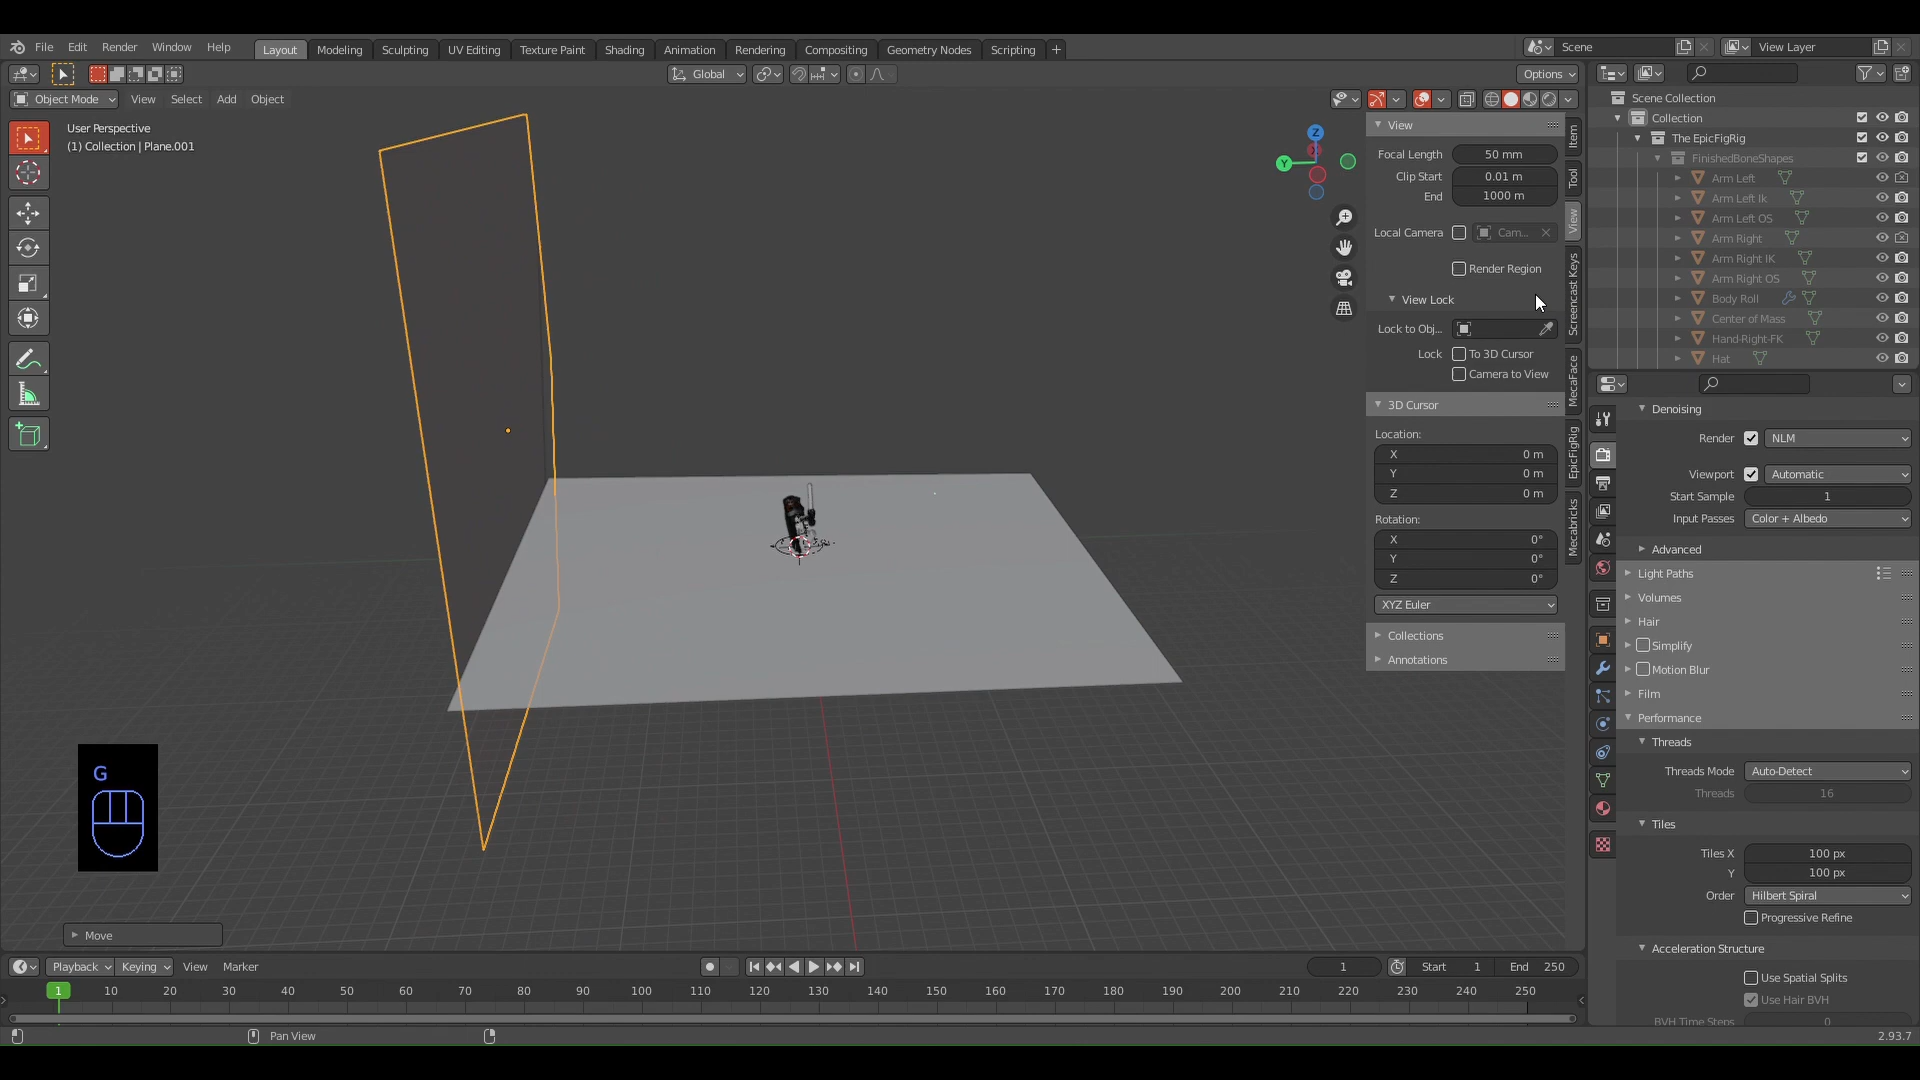 File Edit Render Window Help Layout Modeling Sculpting UV Editing Texture Paint Shading Animation Rendering Compositing Geometry Nodes Scripting + Scene View Layer
Global Options
Object Mode View Select Add Object
User Perspective
(1) Collection | Plane.001
Z
Y
View
Focal Length 50 mm
Clip Start 0.01 m
End 1000 m
Local Camera Cam...
Render Region
View Lock
Lock to Obj...
Lock To 3D Cursor
Camera to View
3D Cursor
Location:
X 0 m
Y 0 m
Z 0 m
Rotation:
X 0°
Y 0°
Z 0°
XYZ Euler
Collections
Annotations
Item
Tool
View
Screencast Keys
MecaFace
EpicFigRig
Mecabricks
Scene Collection
Collection
The EpicFigRig
FinishedBoneShapes
Arm Left
Arm Left Ik
Arm Left OS
Arm Right
Arm Right IK
Arm Right OS
Body Roll
Center of Mass
Hand-Right-FK
Hat
Denoising
Render NLM
Viewport Automatic
Start Sample 1
Input Passes Color + Albedo
Advanced
Light Paths
Volumes
Hair
Simplify
Motion Blur
Film
Performance
Threads
Threads Mode Auto-Detect
Threads 16
Tiles
Tiles X 100 px
Y 100 px
Order Hilbert Spiral
Progressive Refine
Acceleration Structure
Use Spatial Splits
Use Hair BVH
BVH Time Steps 0
G
Move
Playback Keying View Marker 1 Start 1 End 250
1 10 20 30 40 50 60 70 80 90 100 110 120 130 140 150 160 170 180 190 200 210 220 230 240 250
Pan View 2.93.7